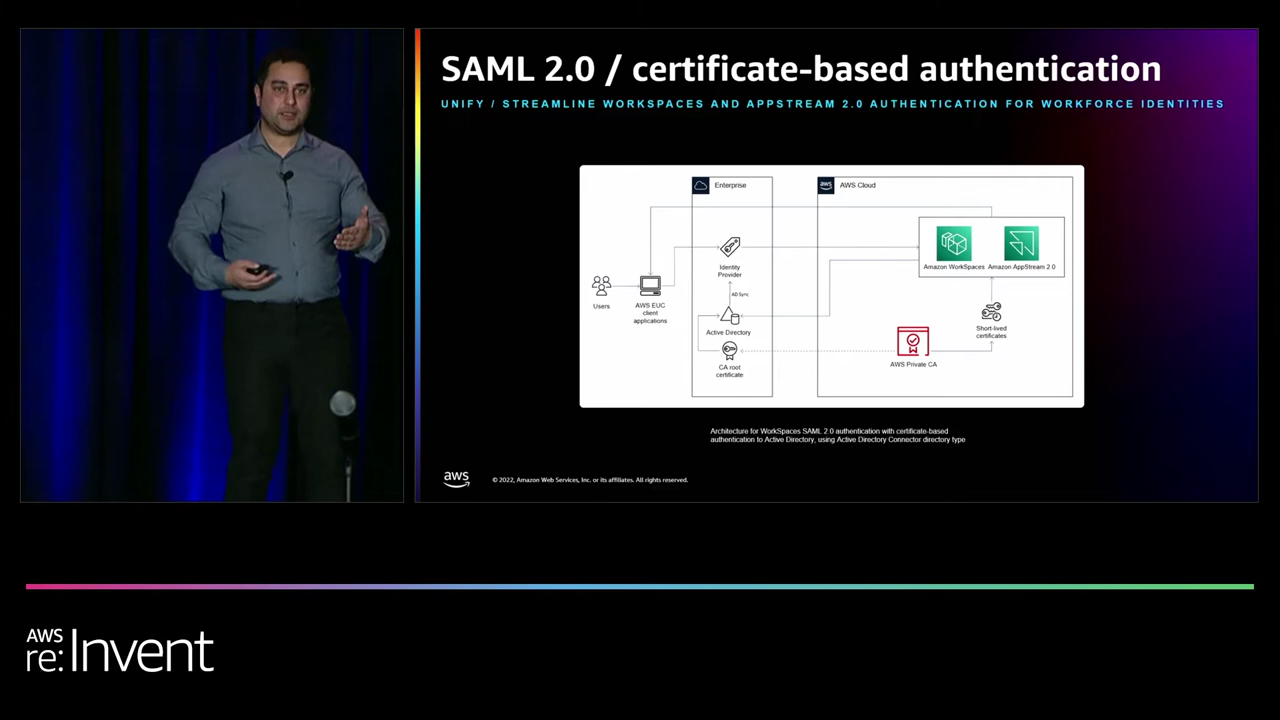 SAML 2.0 / certificate-based authentication
UNIFY / STREAMLINE WORKSPACES AND APPSTREAM 2.0 AUTHENTICATION FOR WORKFORCE IDENTITIES
Enterprise
aws
AWS Cloud
Identity
Provider
Amazon WorkSpaces
Amazon AppStream 2.0
Users
AWS EUC
client
applications
AD Sync
Active Directory
Short-lived
certificates
CA root
certificate
AWS Private CA
Architecture for WorkSpaces SAML 2.0 authentication with certificate-based
authentication to Active Directory, using Active Directory Connector directory type
aws
© 2022, Amazon Web Services, Inc. or its affiliates. All rights reserved.
AWS
re:Invent